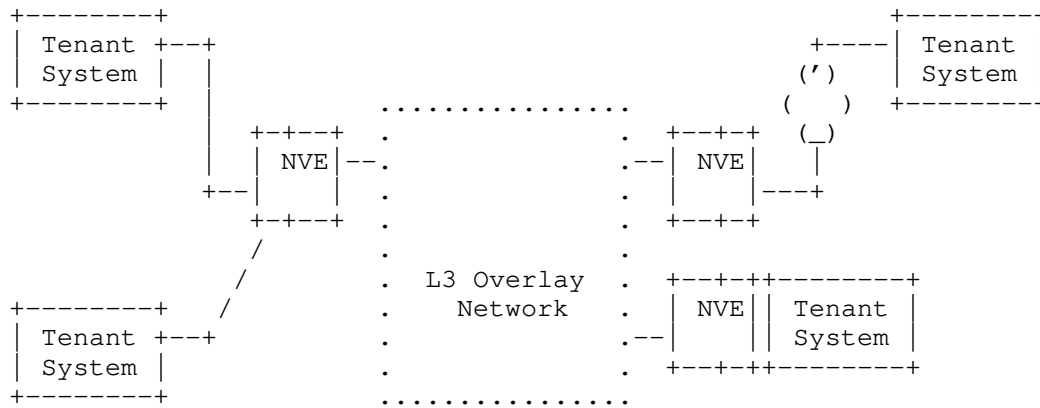 +--------+                                             +--------+
| Tenant +--+                                     +----| Tenant |
| System |  |                                    (')   | System |
+--------+  |          ................         (   )  +--------+
            |  +-+--+  .              .  +--+-+  (_)
            |  | NVE|--.              .--| NVE|   |
            +--|    |  .              .  |    |---+
               +-+--+  .              .  +--+-+
               /       .              .
              /        .  L3 Overlay  .  +--+-++--------+
+--------+   /         .    Network   .  | NVE|| Tenant |
| Tenant +--+          .              .--|    || System |
| System |             .              .  +--+-++--------+
+--------+             ................